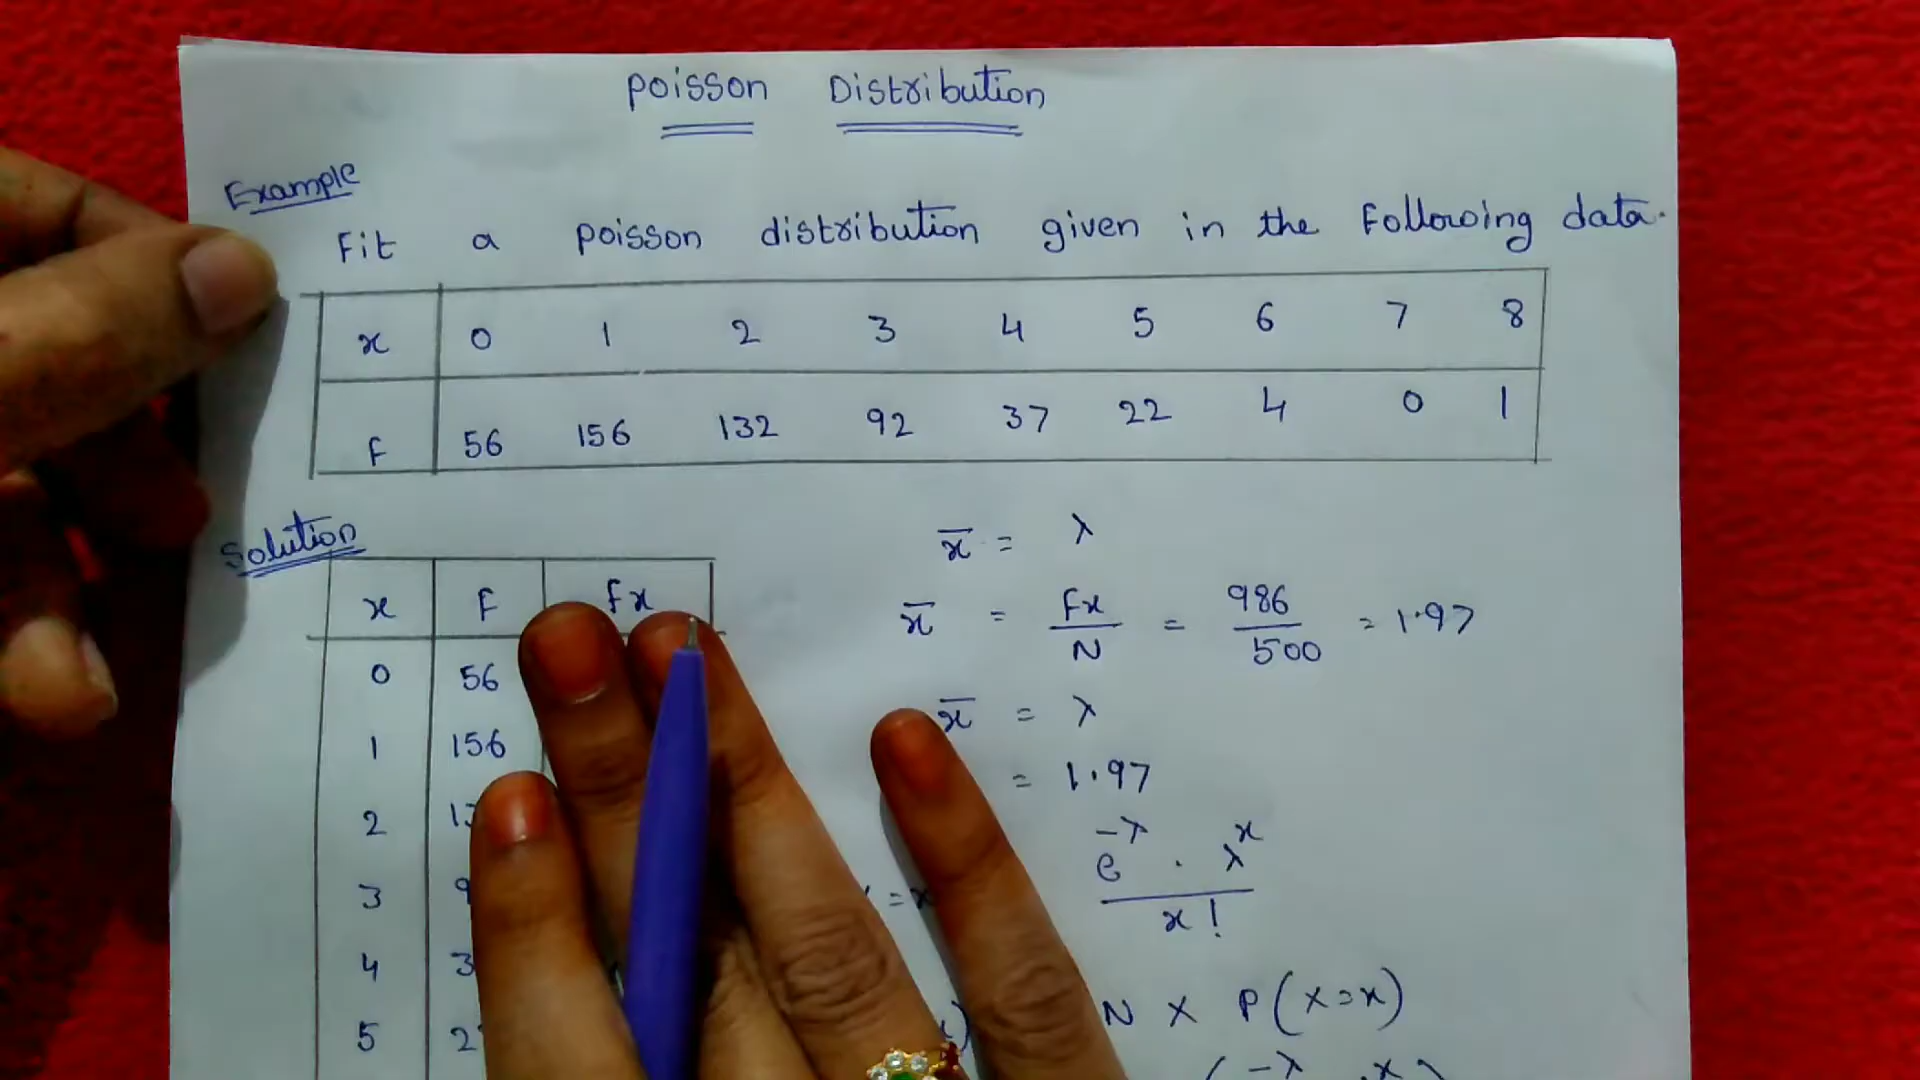 Poisson Distribution
Example
Fit a poisson distribution given in the Following data.
x 0 1 2 3 4 5 6 7 8
F 56 156 132 92 37 22 4 0 1
Solution
x F Fx
0 56
1 156
2
3
4
5
x̄ = λ
x̄ = Fx / N = 986 / 500 = 1.97
x̄ = λ
= 1.97
e^-λ . λ^x / x!
N X P(X=x)